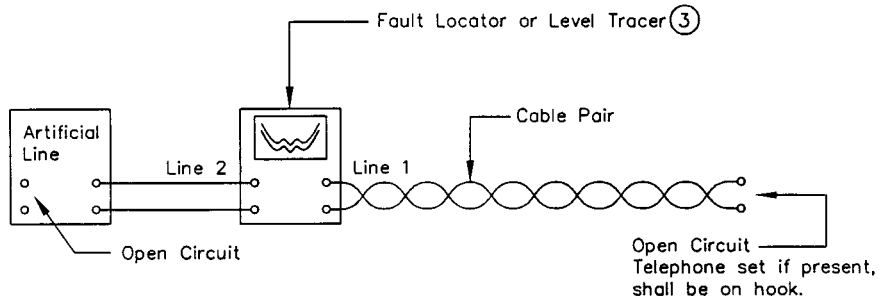 Fault Locator or Level Tracer 3
Cable Pair
Artificial
Line
Line 2
Line 1
Open Circuit
Open Circuit
Telephone set if present,
shall be on hook.